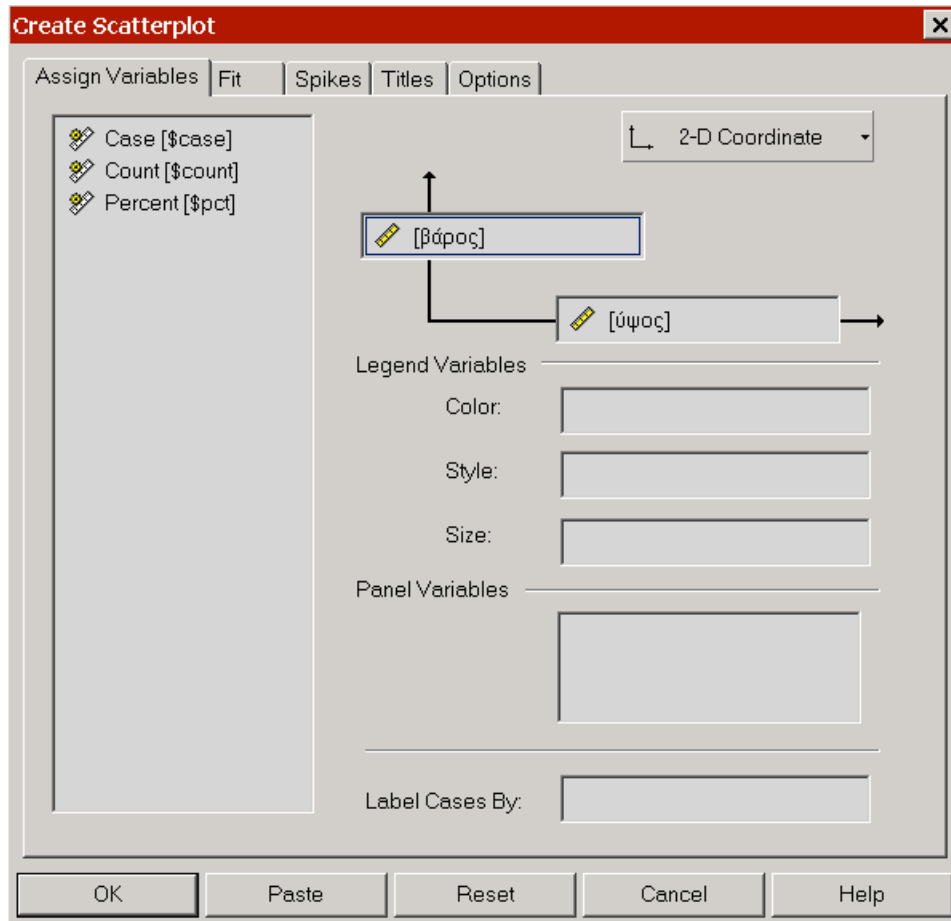 Create Scatterplot
Assign Variables Fit Spikes Titles Options
Case [$case]
Count [$count]
Percent [$pct]
2-D Coordinate
[βάρος]
[ύψος]
Legend Variables
Color:
Style:
Size:
Panel Variables
Label Cases By:
OK Paste Reset Cancel Help